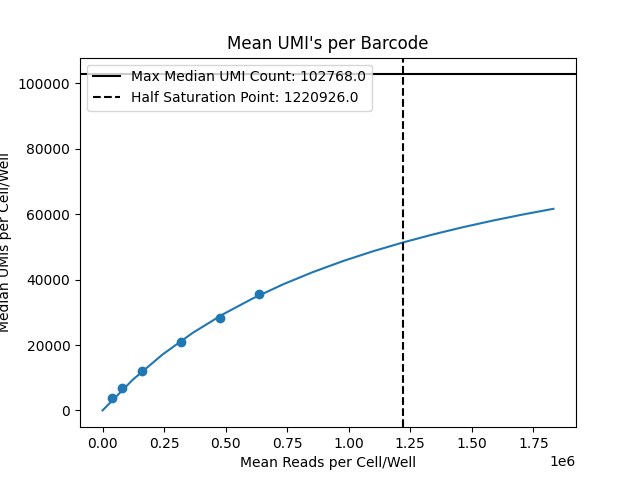 Mean UMI's per Barcode
Max Median UMI Count: 102768.0
Half Saturation Point: 1220926.0
100000
80000
60000
40000
20000
0
Median UMIs per Cell/Well
0.00 0.25 0.50 0.75 1.00 1.25 1.50 1.75
1e6
Mean Reads per Cell/Well